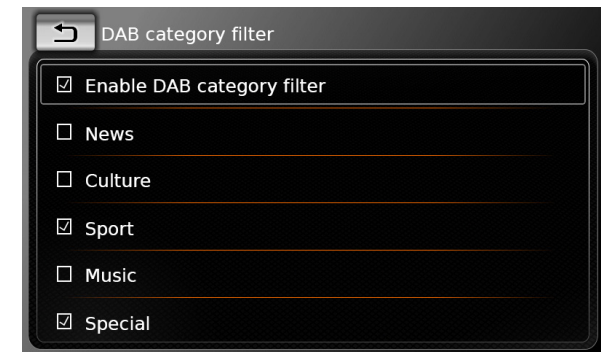 DAB category filter
Enable DAB category filter
News
Culture
Sport
Music
Special